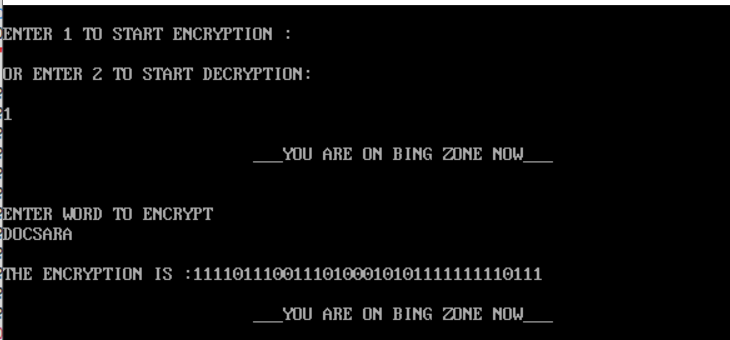 ENTER 1 TO START ENCRYPTION :
OR ENTER 2 TO START DECRYPTION:
1
___YOU ARE ON BING ZONE NOW___
ENTER WORD TO ENCRYPT
DOCSARA
THE ENCRYPTION IS :11110111001110100010101111111110111
___YOU ARE ON BING ZONE NOW___